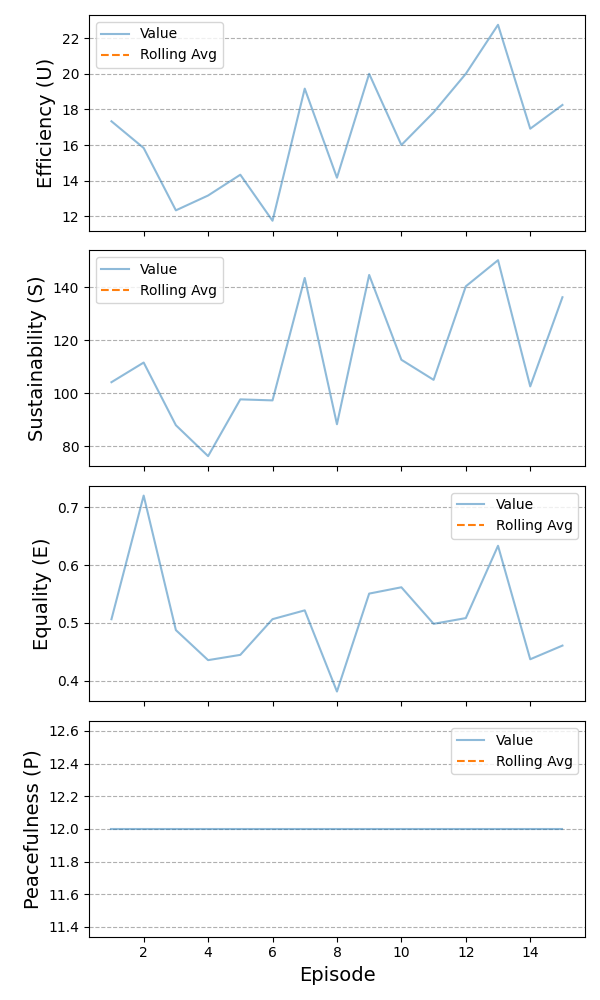 Efficiency (U)
22
20
18
16
14
12
Value
Rolling Avg
Sustainability (S)
140
120
100
80
Value
Rolling Avg
Equality (E)
0.7
0.6
0.5
0.4
Value
Rolling Avg
Peacefulness (P)
12.6
12.4
12.2
12.0
11.8
11.6
11.4
Value
Rolling Avg
2 4 6 8 10 12 14
Episode